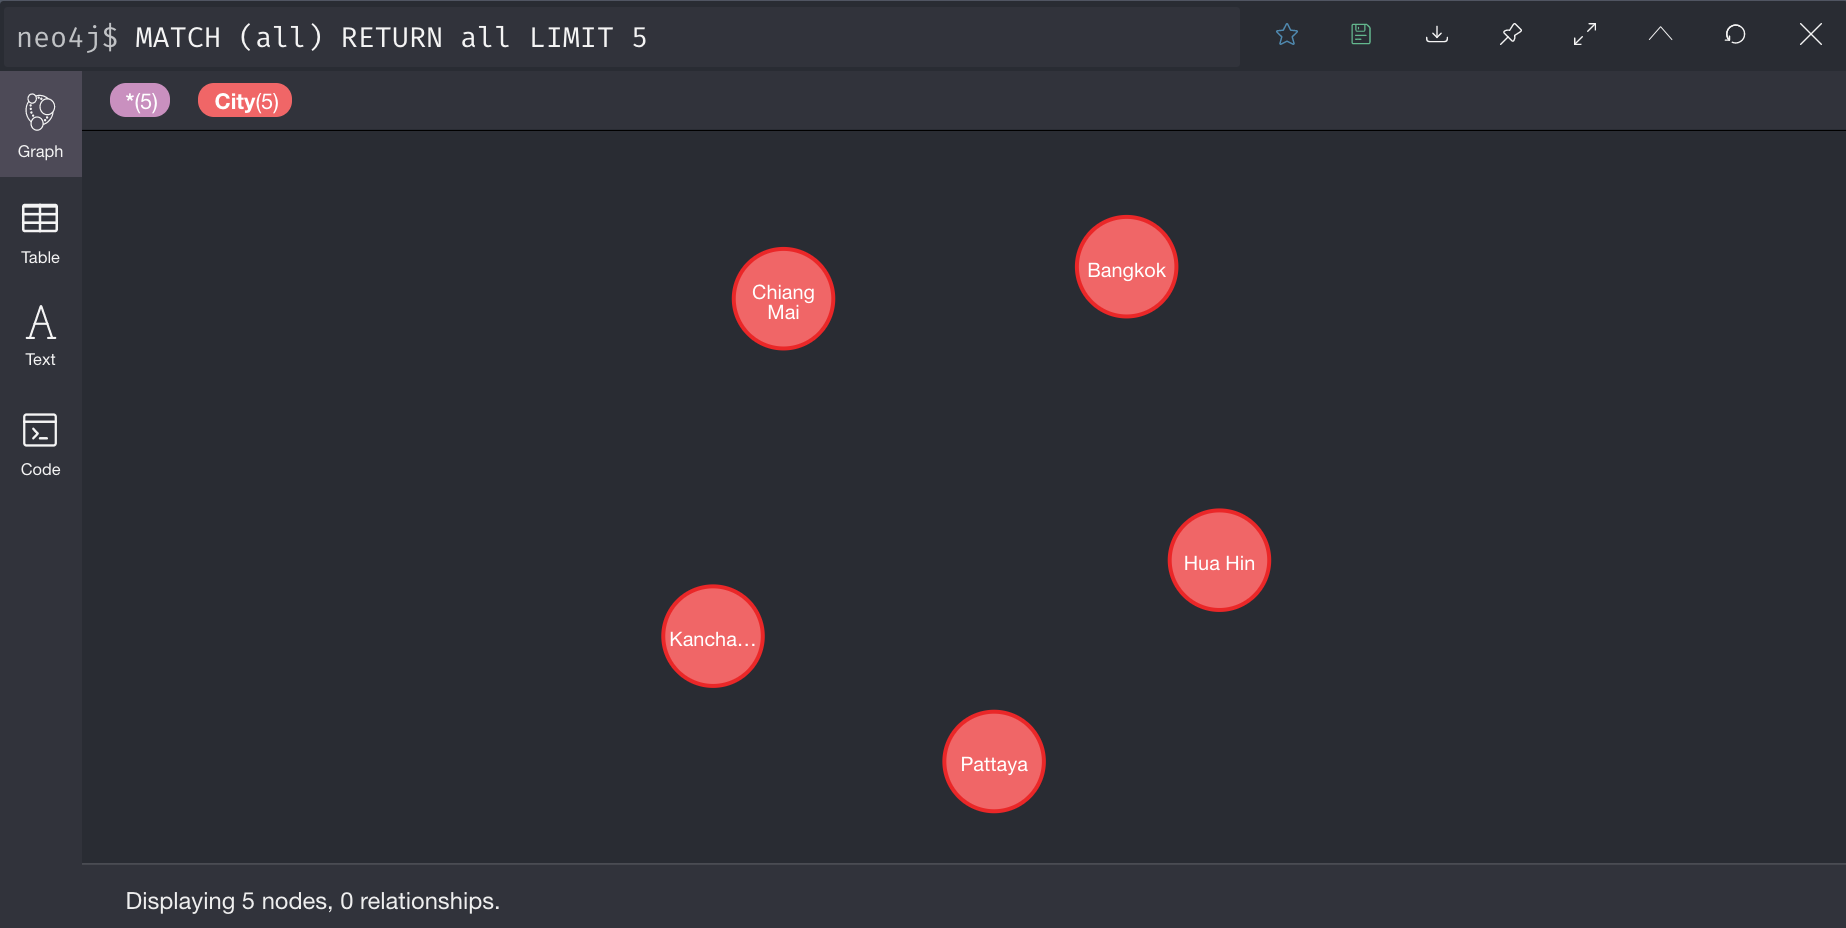 neo4j$ MATCH (all) RETURN all LIMIT 5
*(5) City(5)
Graph
Table
Text
Code
Chiang
Mai
Bangkok
Hua Hin
Kancha...
Pattaya
Displaying 5 nodes, 0 relationships.